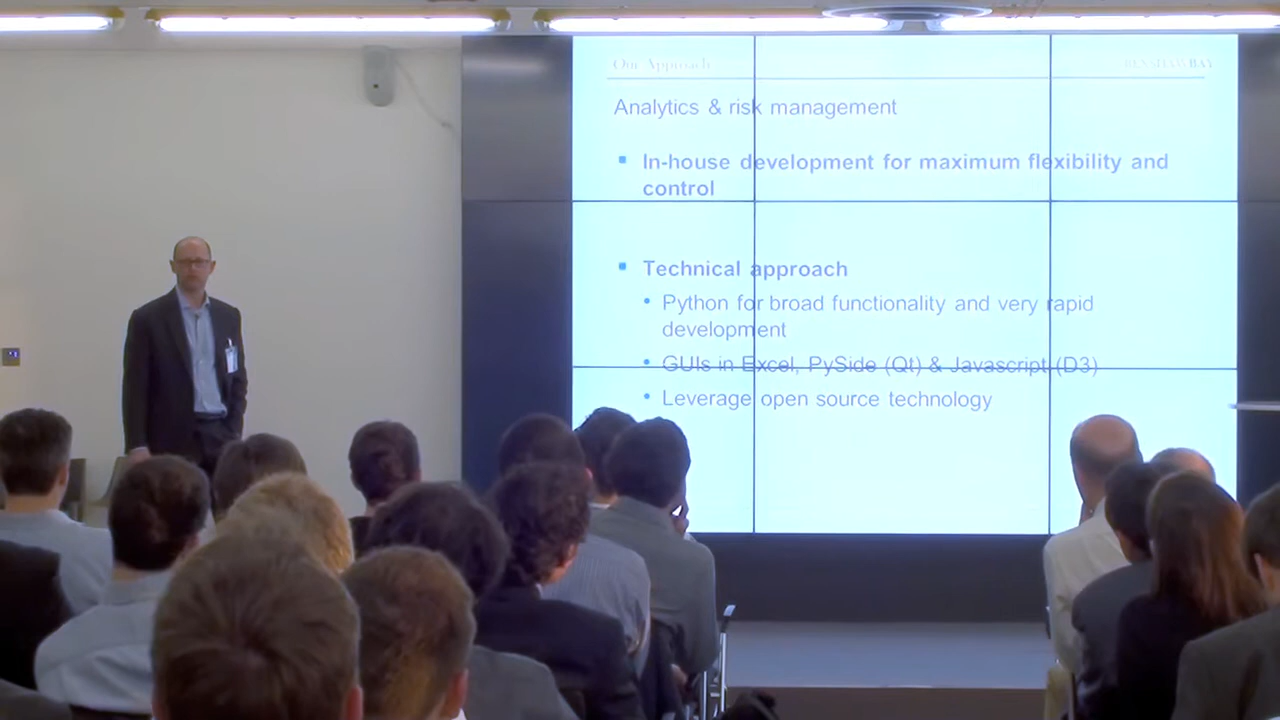 Our Approach
RENSHAWBAY
Analytics & risk management
In-house development for maximum flexibility and
control
Technical approach
Python for broad functionality and very rapid
development
GUIs in Excel, PySide (Qt) & Javascript (D3)
Leverage open source technology